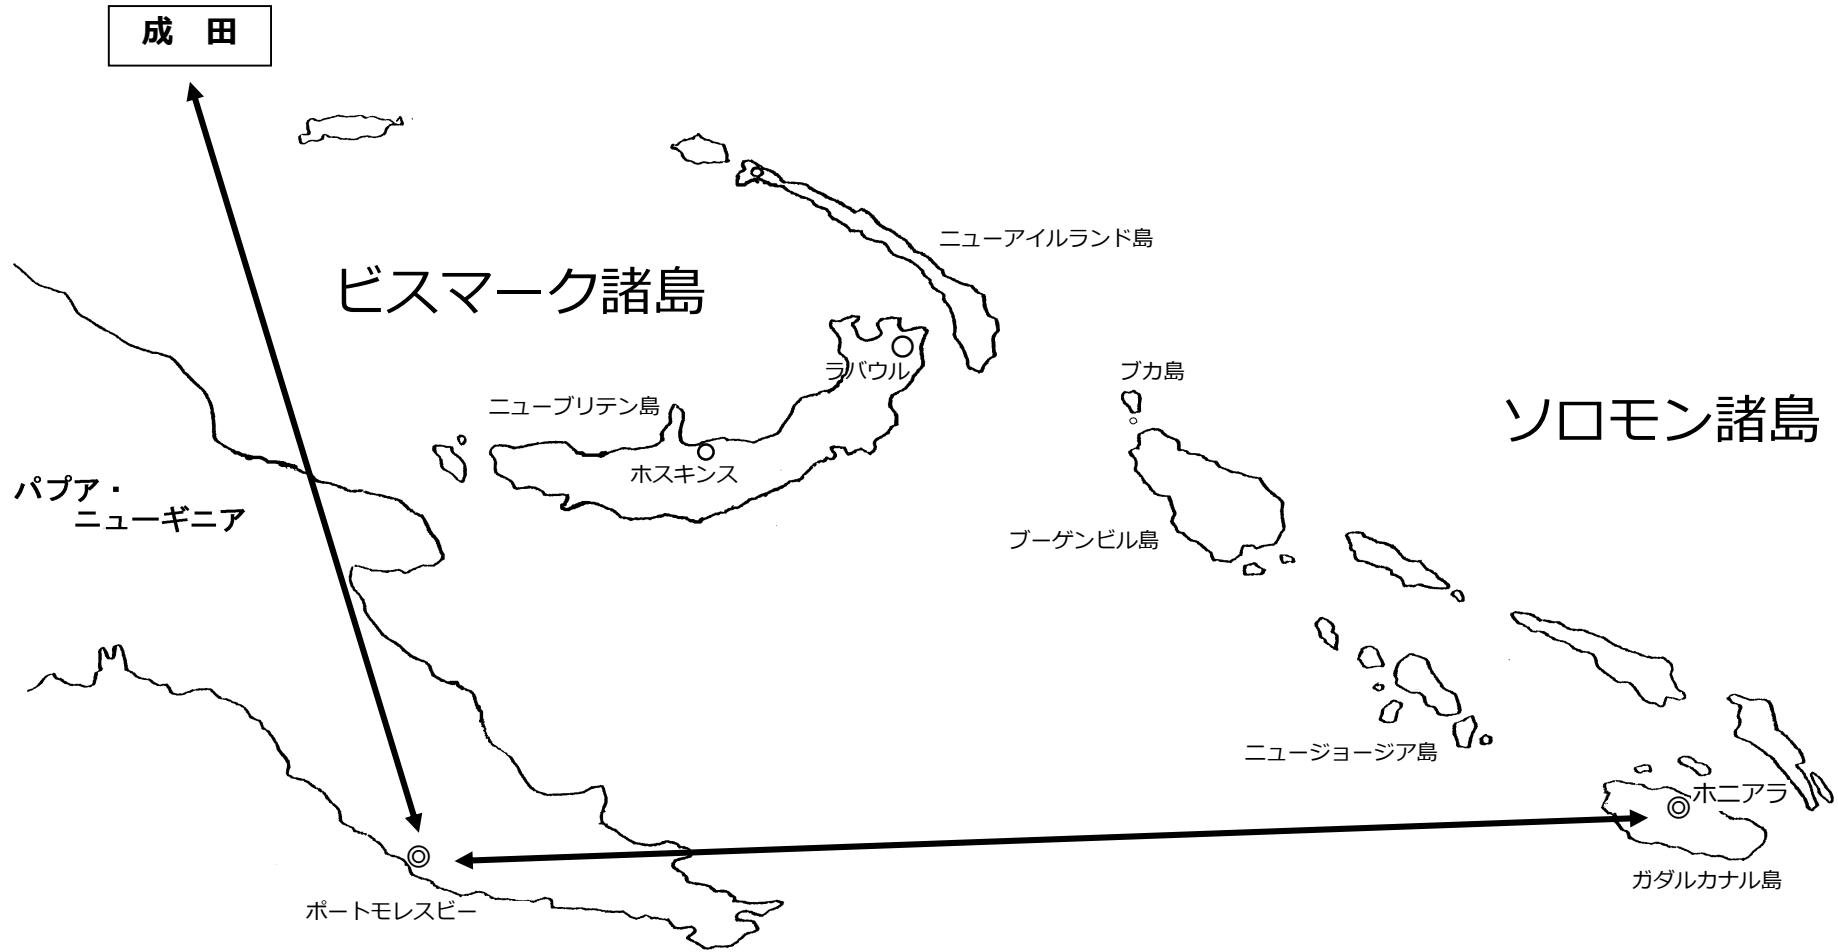 成　田
ニューアイルランド島
ビスマーク諸島
ラバウル
ブカ島
ニューブリテン島
ソロモン諸島
ホスキンス
パプア・
ニューギニア
ブーゲンビル島
ニュージョージア島
ホニアラ
ガダルカナル島
ポートモレスビー